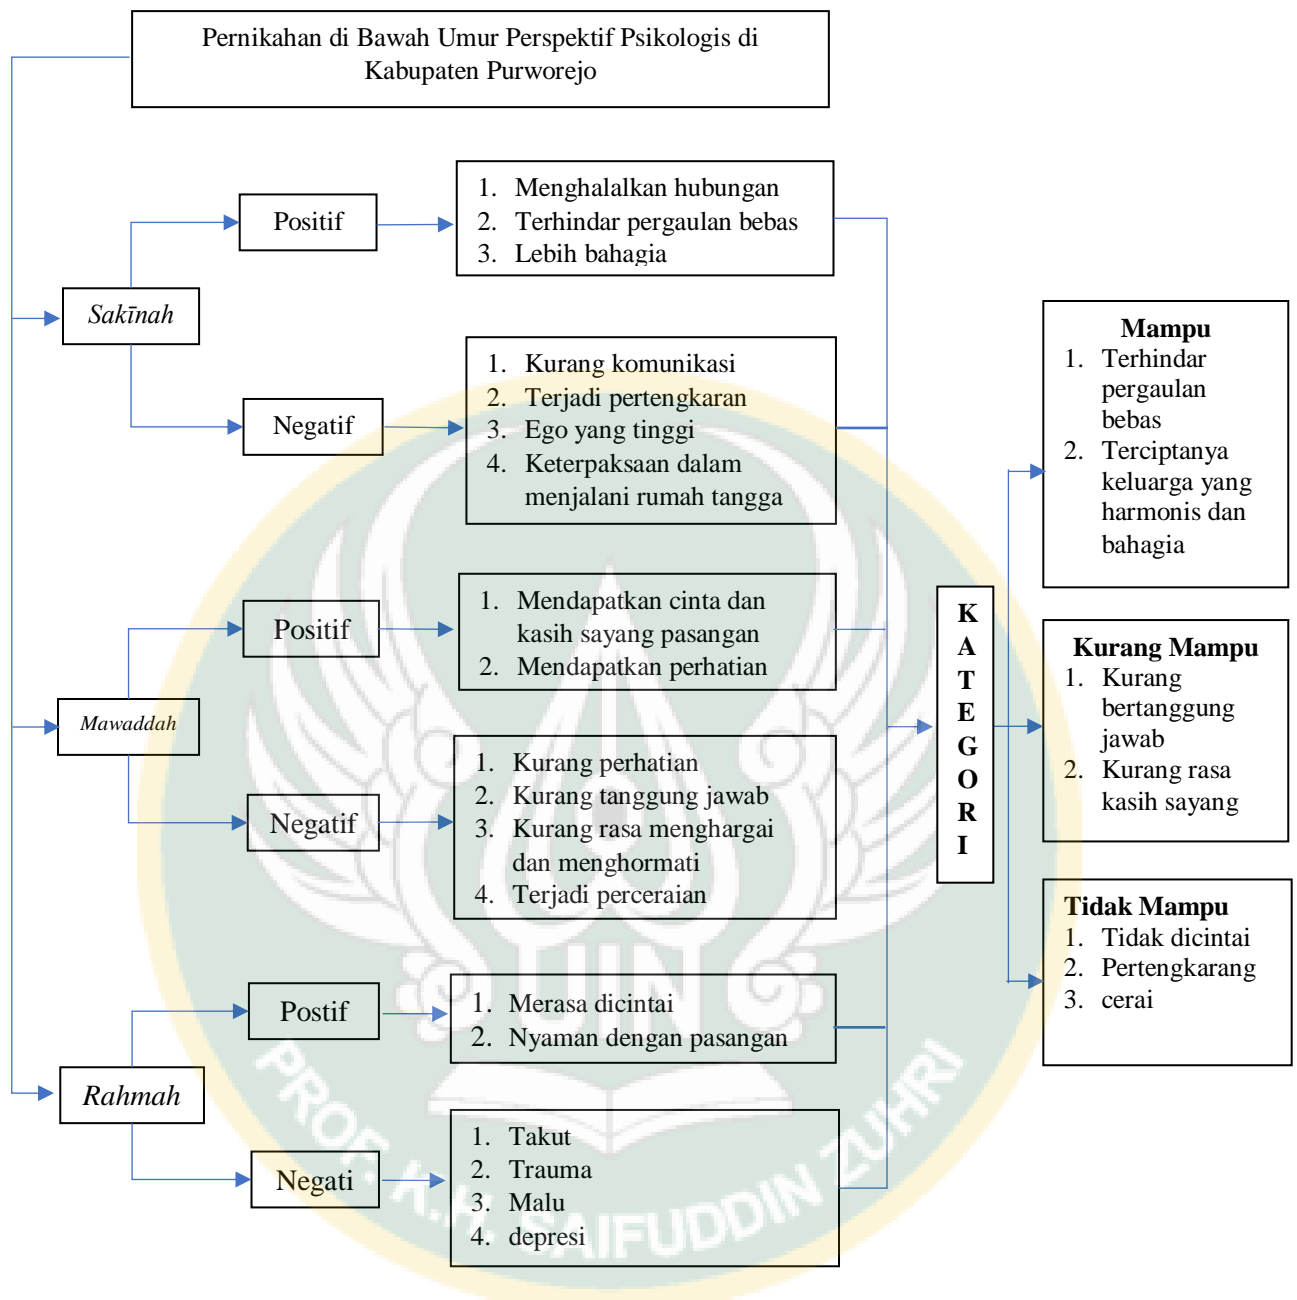 Pernikahan di Bawah Umur Perspektif Psikologis di
Kabupaten Purworejo
Sakīnah
Positif
1. Menghalalkan hubungan
2. Terhindar pergaulan bebas
3. Lebih bahagia
Negatif
1. Kurang komunikasi
2. Terjadi pertengkaran
3. Ego yang tinggi
4. Keterpaksaan dalam
menjalani rumah tangga
Mawaddah
Positif
1. Mendapatkan cinta dan
kasih sayang pasangan
2. Mendapatkan perhatian
Negatif
1. Kurang perhatian
2. Kurang tanggung jawab
3. Kurang rasa menghargai
dan menghormati
4. Terjadi perceraian
Rahmah
Postif
1. Merasa dicintai
2. Nyaman dengan pasangan
Negati
1. Takut
2. Trauma
3. Malu
4. depresi
K
A
T
E
G
O
R
I
Mampu
1. Terhindar
pergaulan
bebas
2. Terciptanya
keluarga yang
harmonis dan
bahagia
Kurang Mampu
1. Kurang
bertanggung
jawab
2. Kurang rasa
kasih sayang
Tidak Mampu
1. Tidak dicintai
2. Pertengkarang
3. cerai
UIN
PROF. K.H. SAIFUDDIN ZUHRI